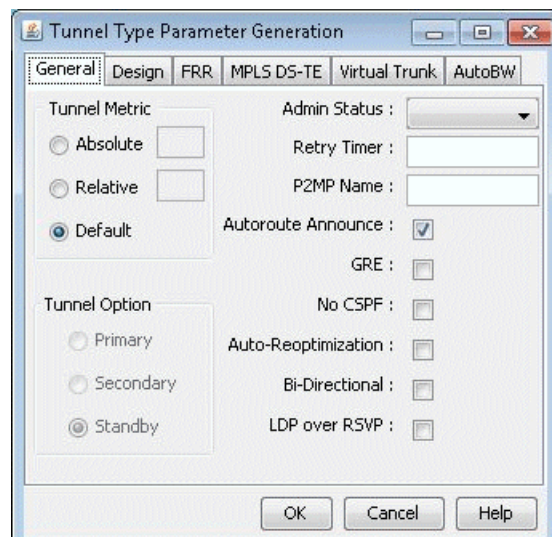 Tunnel Type Parameter Generation
General Design FRR MPLS DS-TE Virtual Trunk AutoBW
Tunnel Metric
Absolute
Relative
Default
Tunnel Option
Primary
Secondary
Standby
Admin Status :
Retry Timer :
P2MP Name :
Autoroute Announce :
GRE :
No CSPF :
Auto-Reoptimization :
Bi-Directional :
LDP over RSVP :
OK Cancel Help